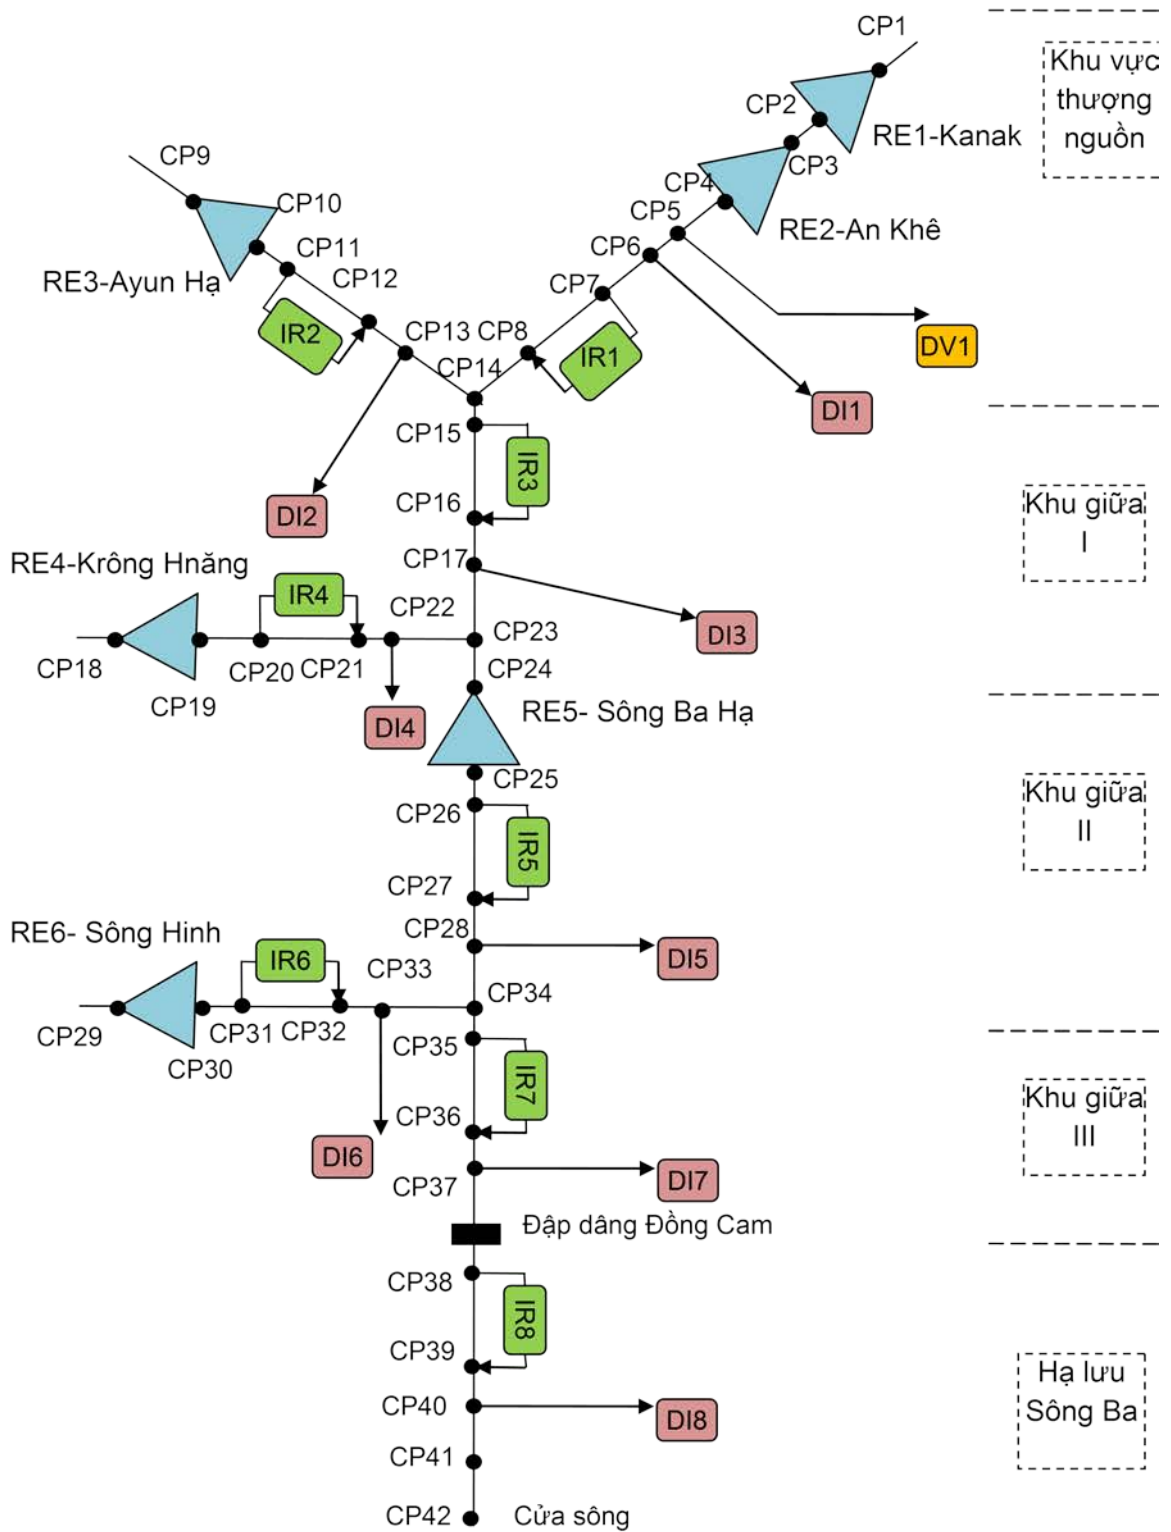 CP1
Khu vực
thượng
nguồn
CP2
RE1-Kanak
CP3
CP9
CP4
CP10
CP5
RE2-An Khê
CP6
CP11
RE3-Ayun Hạ
CP12
CP7
IR2
CP13
CP8
DV1
IR1
CP14
DI1
CP15
IR3
CP16
DI2
Khu giữa
I
CP17
RE4-Krông Hnăng
IR4
CP22
CP23
DI3
CP18
CP20
CP21
CP24
CP19
DI4
RE5- Sông Ba Hạ
CP25
CP26
Khu giữa
II
IR5
CP27
CP28
RE6- Sông Hinh
IR6
CP33
DI5
CP34
CP29
CP31
CP32
CP35
CP30
IR7
Khu giữa
III
CP36
DI6
CP37
DI7
Đập dâng Đồng Cam
CP38
IR8
CP39
Hạ lưu
Sông Ba
CP40
DI8
CP41
CP42
Cửa sông